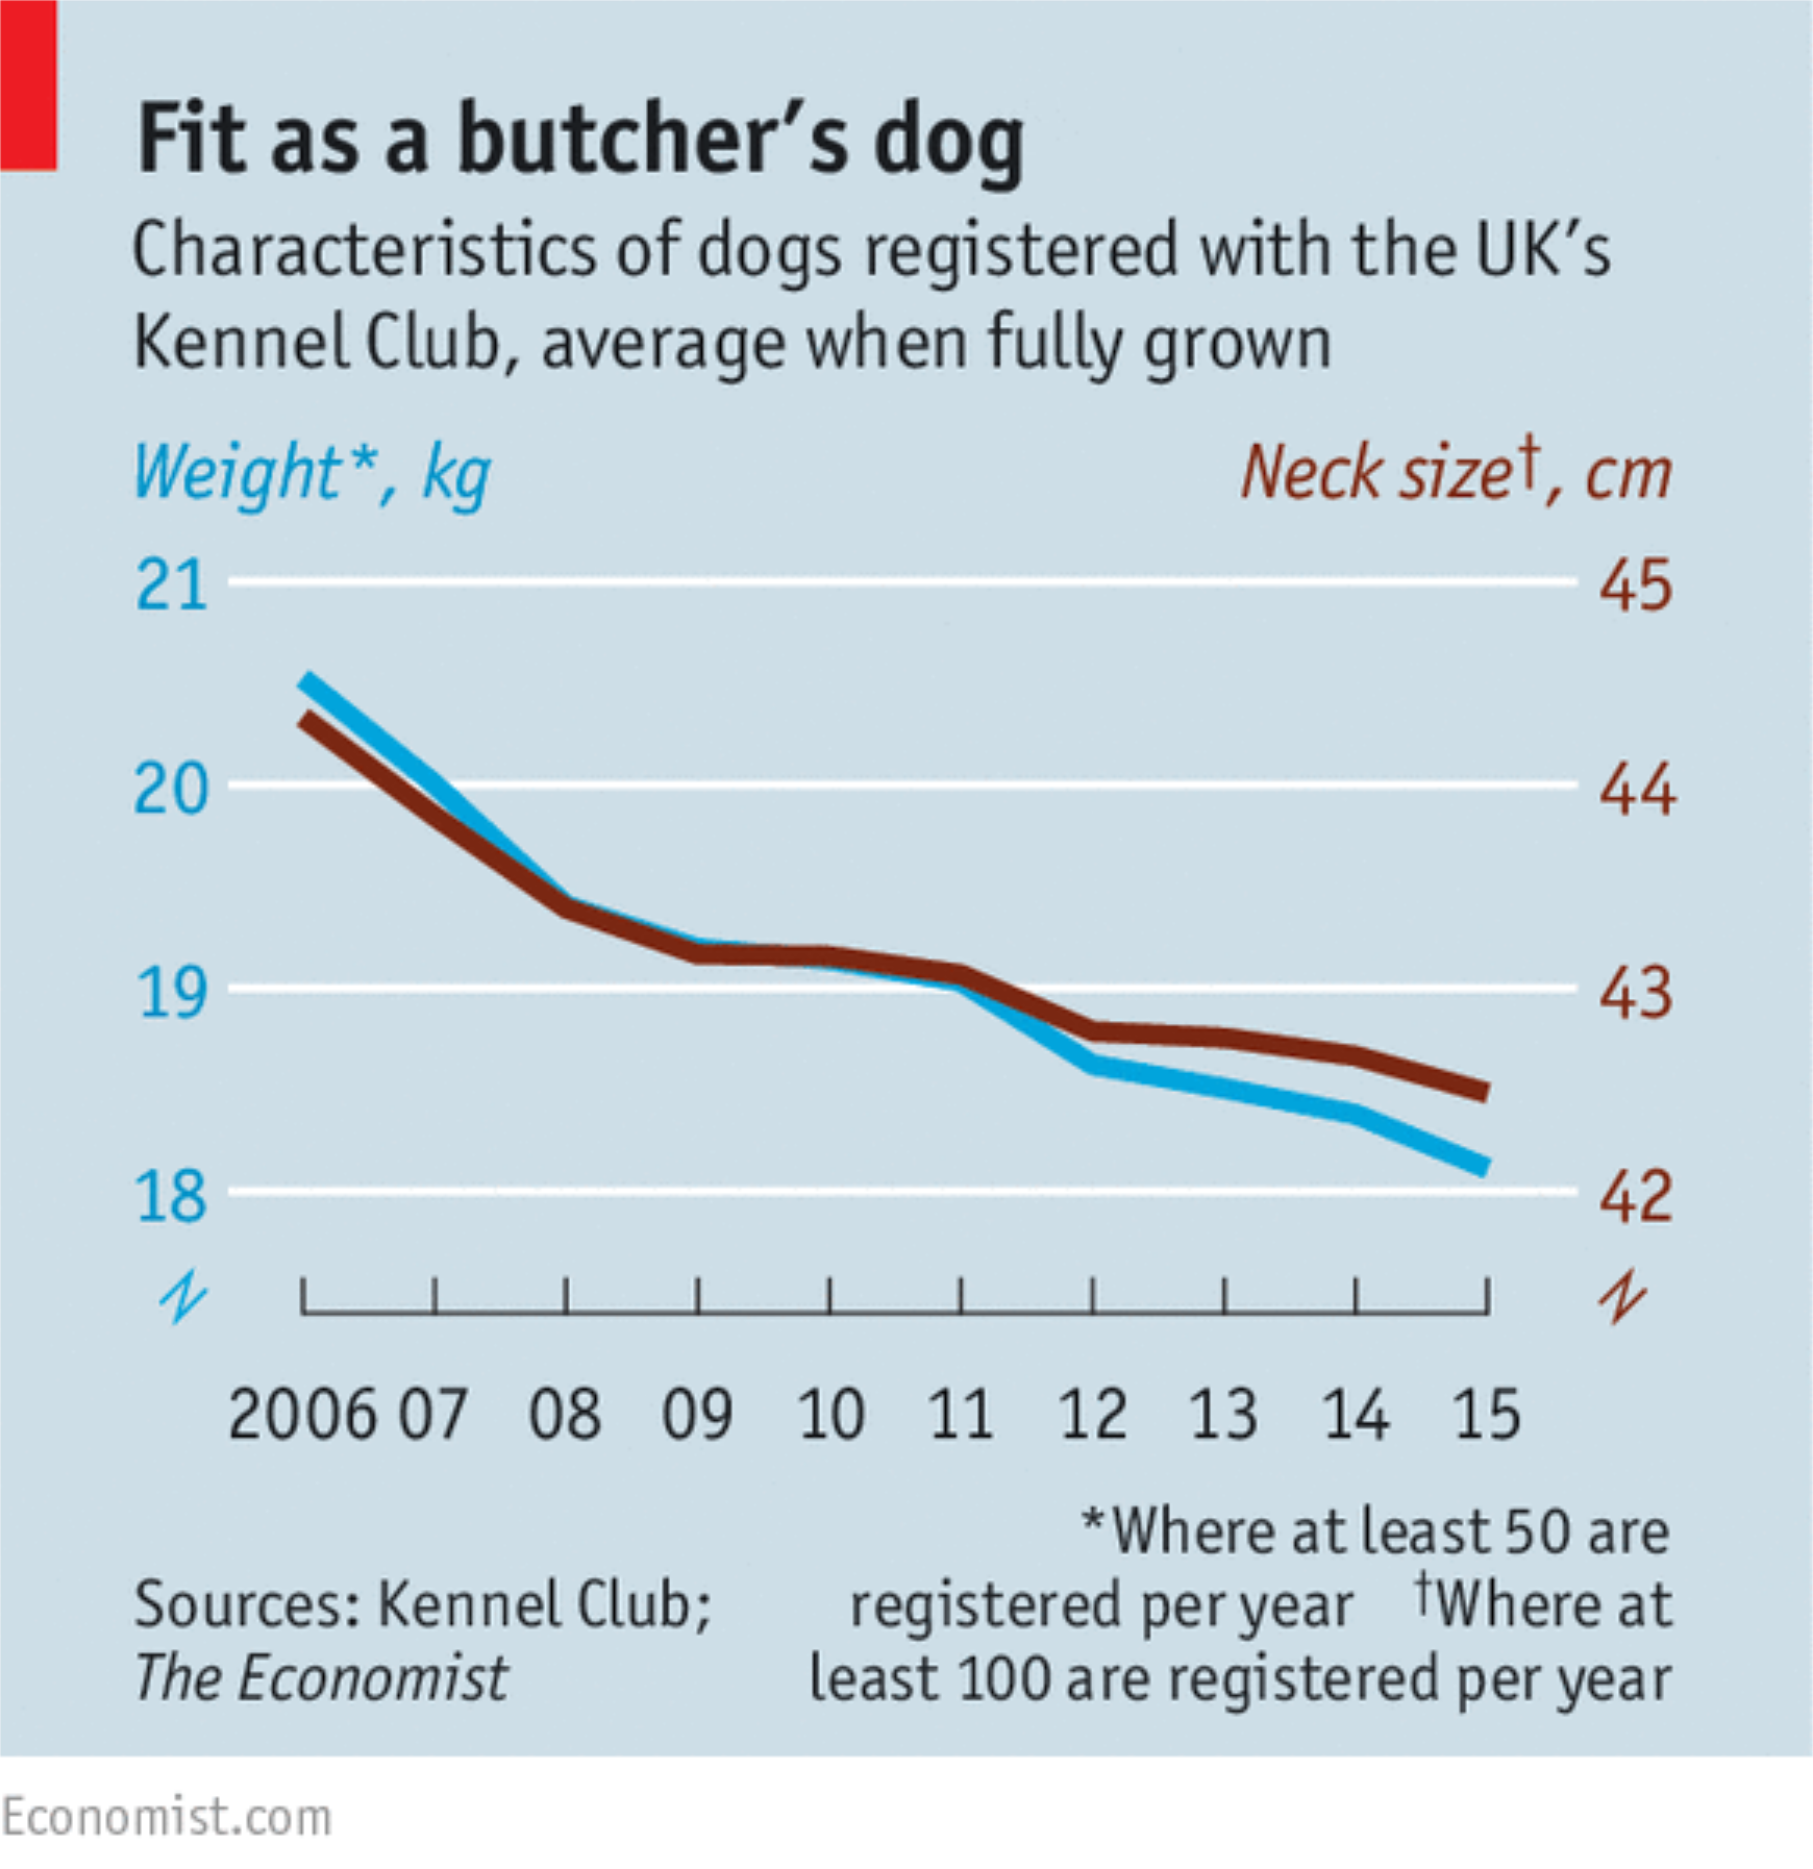 Fit as a butcher's dog
Characteristics of dogs registered with the UK's
Kennel Club, average when fully grown
Weight*, kg
Neck size†, cm
21
45
20
44
19
43
18
42
2006 07 08 09 10 11 12 13 14 15
*Where at least 50 are
registered per year †Where at
least 100 are registered per year
Sources: Kennel Club;
The Economist
Economist.com